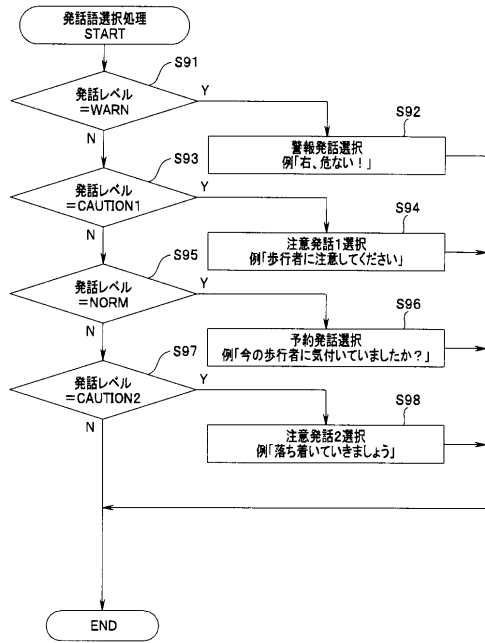 発話語選択処理
START
S91
発話レベル
=WARN
Y
N
S92
警報発話選択
例「右、危ない！」
S93
発話レベル
=CAUTION1
Y
N
S94
注意発話1選択
例「歩行者に注意してください」
S95
発話レベル
=NORM
Y
N
S96
予約発話選択
例「今の歩行者に気付いていましたか？」
S97
発話レベル
=CAUTION2
Y
N
S98
注意発話2選択
例「落ち着いていきましょう」
END